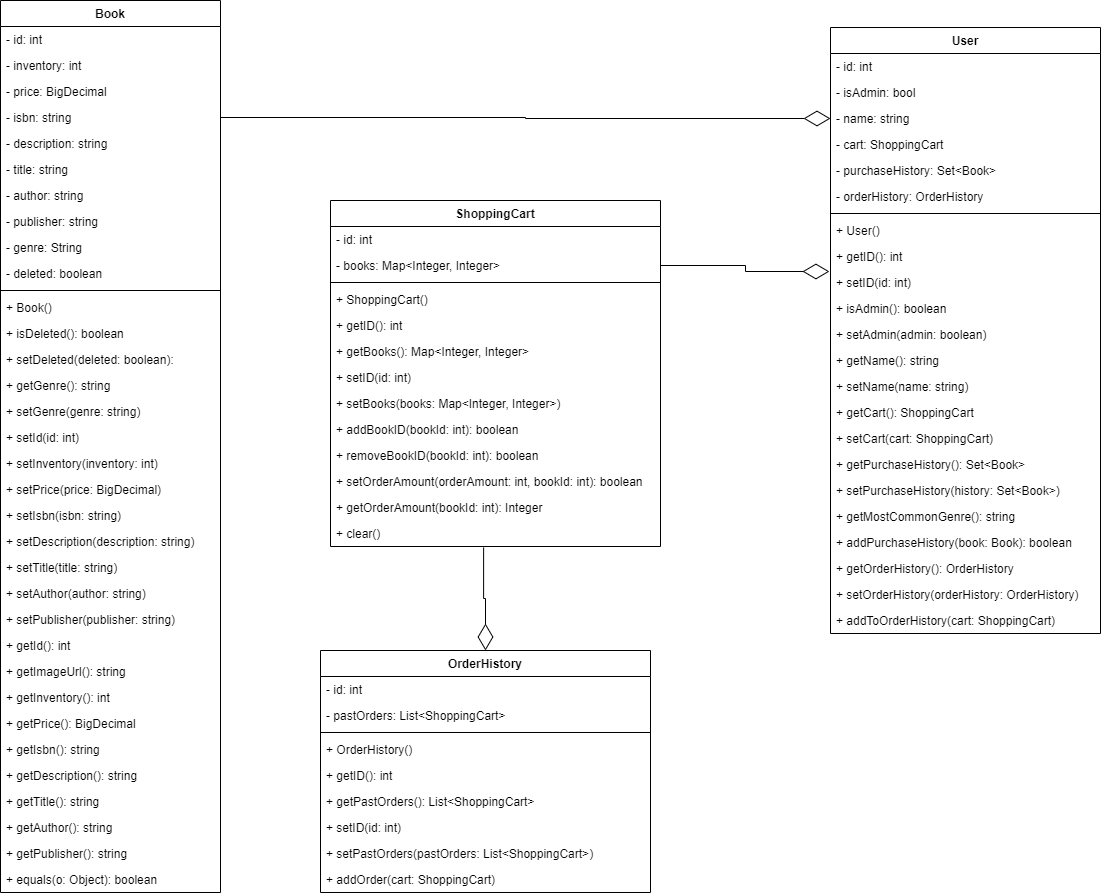 Book
- id: int
- inventory: int
- price: BigDecimal
- isbn: string
- description: string
- title: string
- author: string
- publisher: string
- genre: String
- deleted: boolean
+ Book()
+ isDeleted(): boolean
+ setDeleted(deleted: boolean):
+ getGenre(): string
+ setGenre(genre: string)
+ setId(id: int)
+ setInventory(inventory: int)
+ setPrice(price: BigDecimal)
+ setIsbn(isbn: string)
+ setDescription(description: string)
+ setTitle(title: string)
+ setAuthor(author: string)
+ setPublisher(publisher: string)
+ getId(): int
+ getImageUrl(): string
+ getInventory(): int
+ getPrice(): BigDecimal
+ getIsbn(): string
+ getDescription(): string
+ getTitle(): string
+ getAuthor(): string
+ getPublisher(): string
+ equals(o: Object): boolean
ShoppingCart
- id: int
- books: Map<Integer, Integer>
+ ShoppingCart()
+ getID(): int
+ getBooks(): Map<Integer, Integer>
+ setID(id: int)
+ setBooks(books: Map<Integer, Integer>)
+ addBookID(bookId: int): boolean
+ removeBookID(bookId: int): boolean
+ setOrderAmount(orderAmount: int, bookId: int): boolean
+ getOrderAmount(bookId: int): Integer
+ clear()
OrderHistory
- id: int
- pastOrders: List<ShoppingCart>
+ OrderHistory()
+ getID(): int
+ getPastOrders(): List<ShoppingCart>
+ setID(id: int)
+ setPastOrders(pastOrders: List<ShoppingCart>)
+ addOrder(cart: ShoppingCart)
User
- id: int
- isAdmin: bool
- name: string
- cart: ShoppingCart
- purchaseHistory: Set<Book>
- orderHistory: OrderHistory
+ User()
+ getID(): int
+ setID(id: int)
+ isAdmin(): boolean
+ setAdmin(admin: boolean)
+ getName(): string
+ setName(name: string)
+ getCart(): ShoppingCart
+ setCart(cart: ShoppingCart)
+ getPurchaseHistory(): Set<Book>
+ setPurchaseHistory(history: Set<Book>)
+ getMostCommonGenre(): string
+ addPurchaseHistory(book: Book): boolean
+ getOrderHistory(): OrderHistory
+ setOrderHistory(orderHistory: OrderHistory)
+ addToOrderHistory(cart: ShoppingCart)